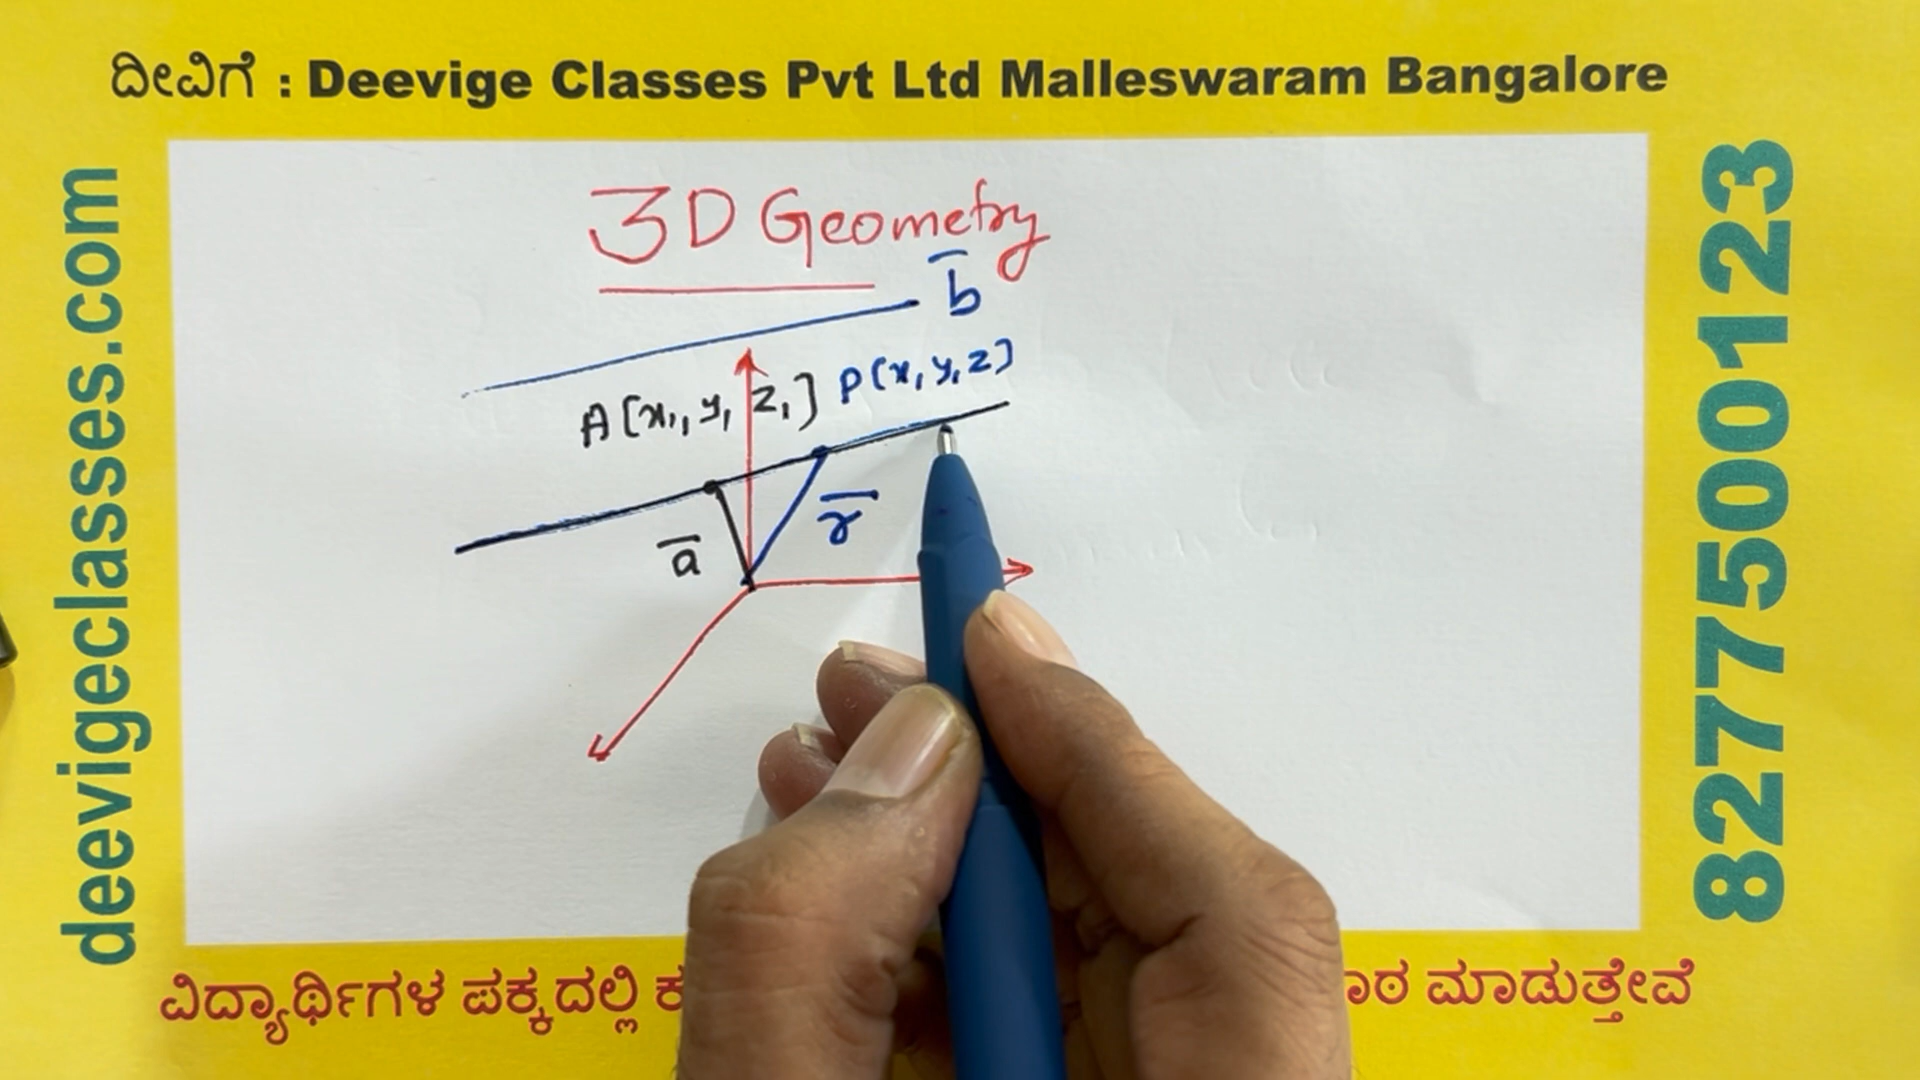 ದೀವಿಗೆ : Deevige Classes Pvt Ltd Malleswaram Bangalore
deevigeclasses.com
3D Geometry
b̅
A(x₁, y₁ z₁) P(x, y, z)
a̅
r̅
8277500123
ವಿದ್ಯಾರ್ಥಿಗಳ ಪಕ್ಕದಲ್ಲಿ ಮಾಡುತ್ತೇವೆ